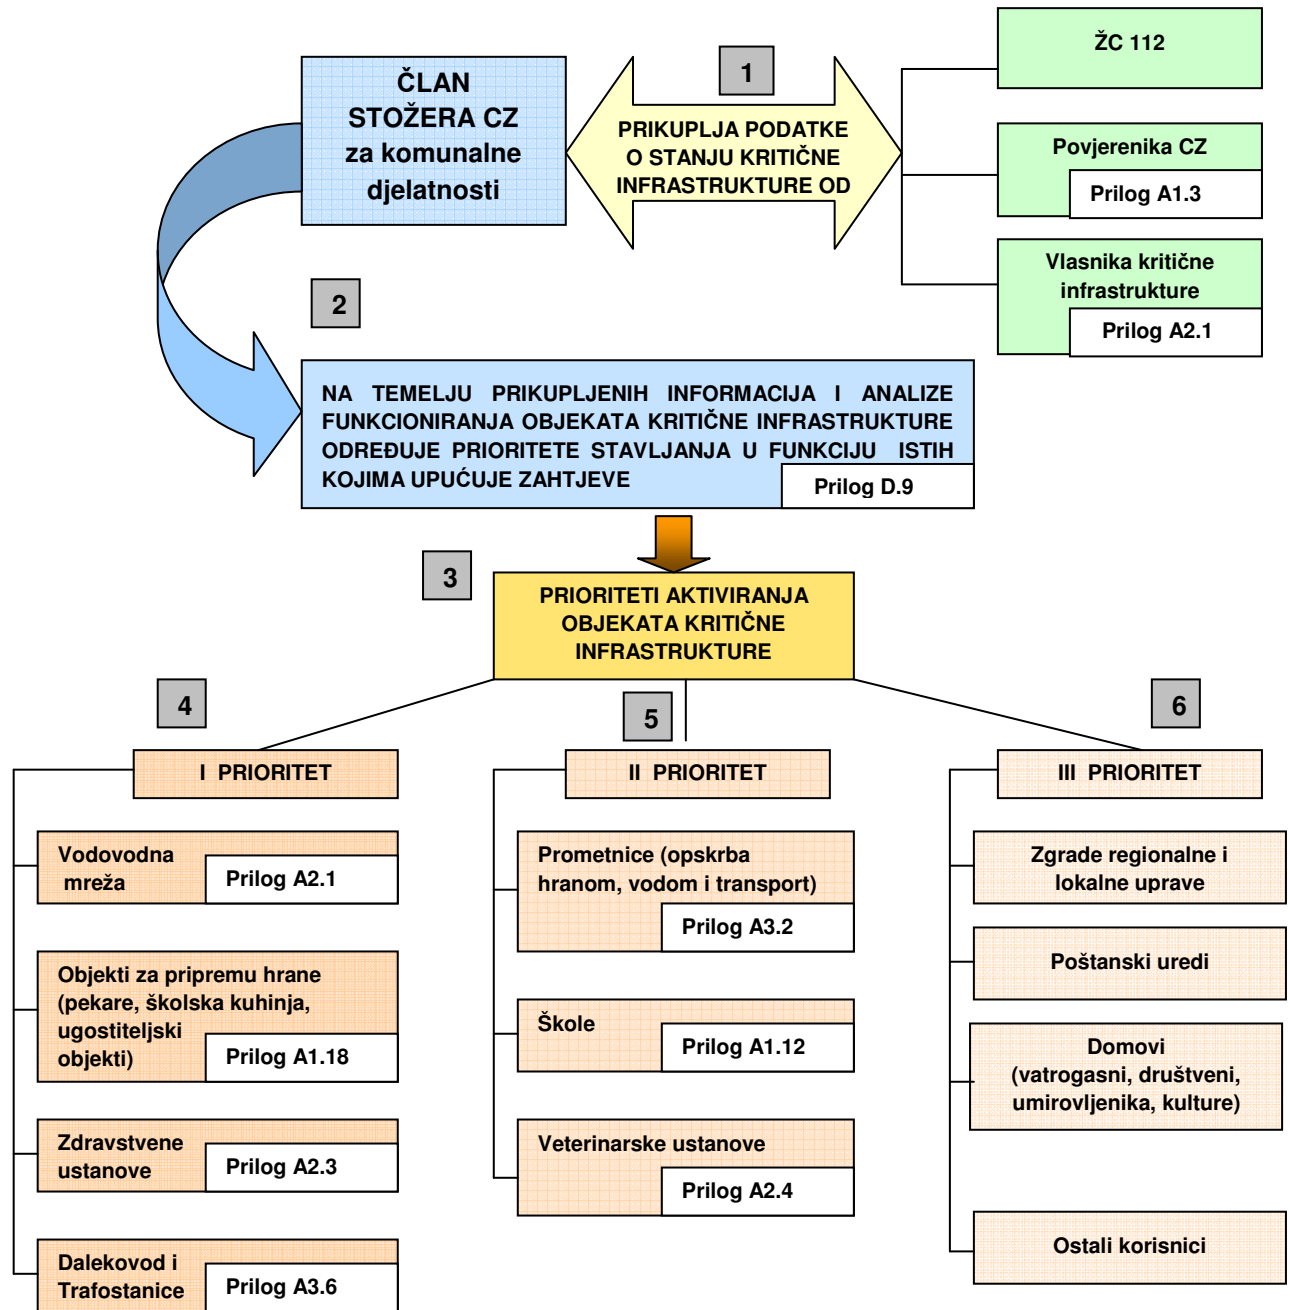 ŽC 112
1
ČLAN
STOŽERA CZ
za komunalne
djelatnosti
PRIKUPLJA PODATKE
O STANJU KRITIČNE
INFRASTRUKTURE OD
Povjerenika CZ
Prilog A1.3
Vlasnika kritične
infrastrukture
Prilog A2.1
2
NA TEMELJU PRIKUPLJENIH INFORMACIJA I ANALIZE
FUNKCIONIRANJA OBJEKATA KRITIČNE INFRASTRUKTURE
ODREĐUJE PRIORITETE STAVLJANJA U FUNKCIJU ISTIH
KOJIMA UPUĆUJE ZAHTJEVE
Prilog D.9
3
PRIORITETI AKTIVIRANJA
OBJEKATA KRITIČNE
INFRASTRUKTURE
4
I PRIORITET
Vodovodna
mreža
Prilog A2.1
Objekti za pripremu hrane
(pekare, školska kuhinja,
ugostiteljski
objekti)
Prilog A1.18
Zdravstvene
ustanove
Prilog A2.3
Dalekovod i
Trafostanice
Prilog A3.6
5
II PRIORITET
Prometnice (opskrba
hranom, vodom i transport)
Prilog A3.2
Škole
Prilog A1.12
Veterinarske ustanove
Prilog A2.4
6
III PRIORITET
Zgrade regionalne i
lokalne uprave
Poštanski uredi
Domovi
(vatrogasni, društveni,
umirovljenika, kulture)
Ostali korisnici